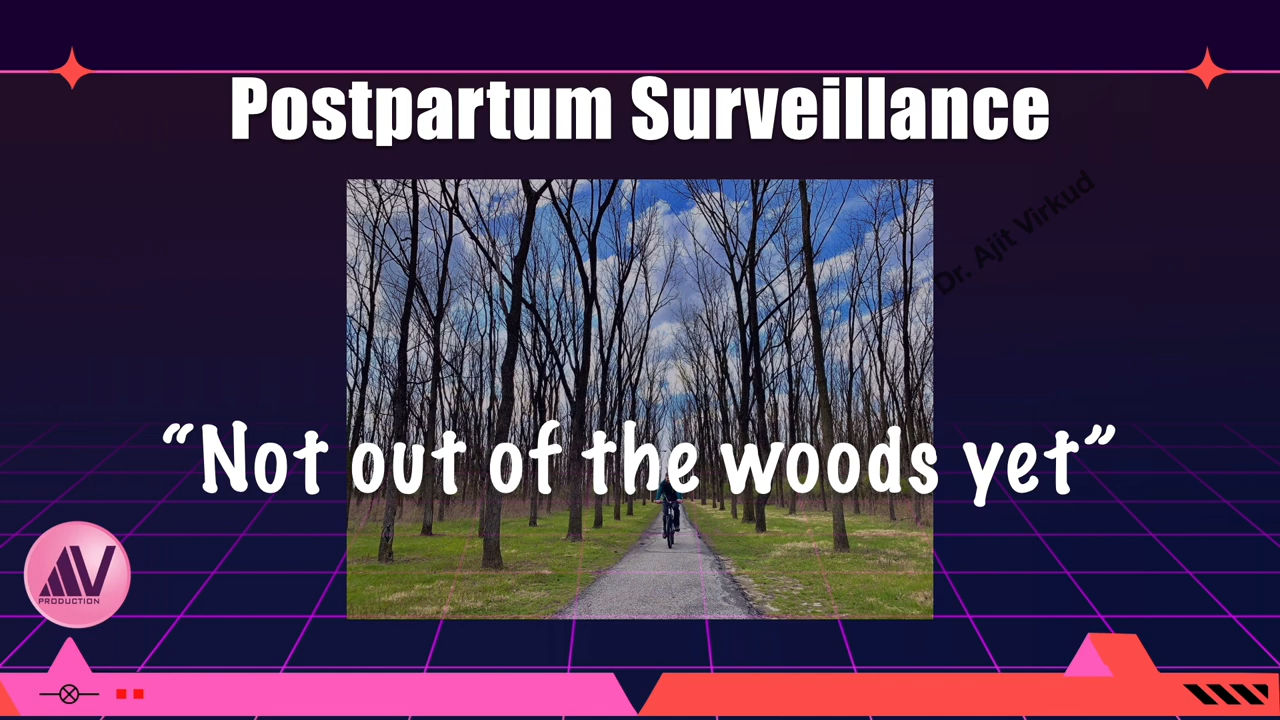 Postpartum Surveillance
Dr. Ajit Virkud
“Not out of the woods yet”
AV
PRODUCTION